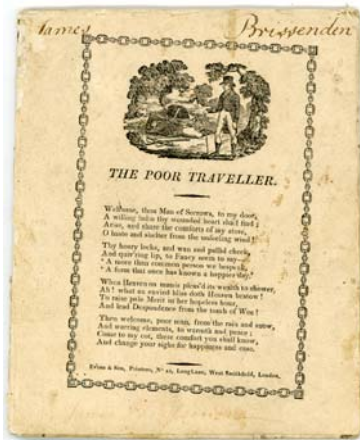 James Brissenden
THE POOR TRAVELLER.
Welcome, thou Man of Sorrows, to my door,
A willing balm thy wounded heart shall find;
Arise, and share the comforts of my store,
O haste and shelter from the unfeeling wind!
Thy hoary locks, and wan and pallid cheek,
And quiv'ring lip, to Fancy seem to say—
"A more than common person we bespeak,
"A form that once has known a happier day."
When Heaven on man is pleas'd its wealth to shower,
Ah! what an envied bliss doth Heaven bestow!
To raise pale Merit in her hopeless hour,
And lead Despondence from the tomb of Woe!
Then welcome, poor man, from the rain and snow,
And warring elements, to warmth and peace;
Come to my cot, there comfort you shall know,
And change your sighs for happiness and ease.
Evans & Son, Printers, No 42, Long-Lane, West Smithfield, London.